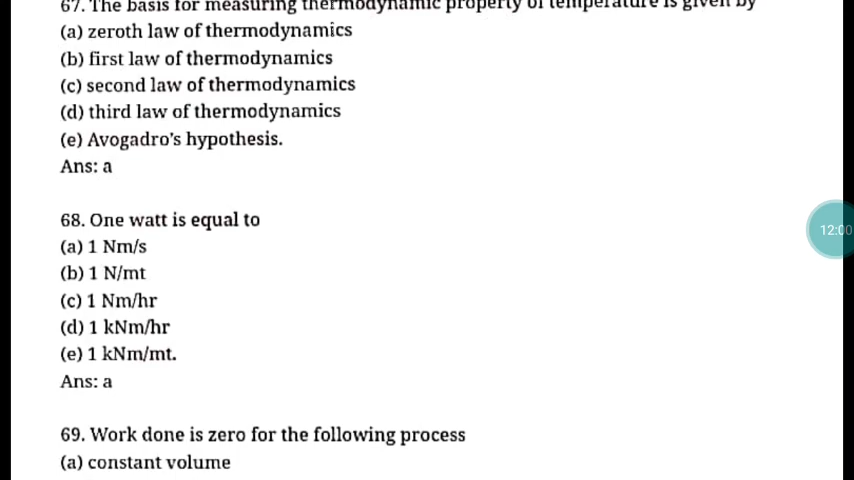 67. The basis for measuring thermodynamic property of temperature is given by
(a) zeroth law of thermodynamics
(b) first law of thermodynamics
(c) second law of thermodynamics
(d) third law of thermodynamics
(e) Avogadro's hypothesis.
Ans: a
68. One watt is equal to
(a) 1 Nm/s
(b) 1 N/mt
(c) 1 Nm/hr
(d) 1 kNm/hr
(e) 1 kNm/mt.
Ans: a
69. Work done is zero for the following process
(a) constant volume
12:00